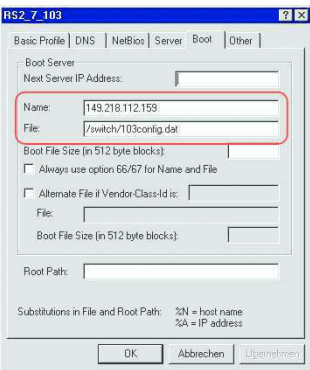 RS2_7_103
Basic Profile DNS NetBios Server Boot Other
Boot Server
Next Server IP Address:
Name: 149.218.112.159
File: /switch/103config.dat
Boot File Size (in 512 byte blocks):
Always use option 66/67 for Name and File
Alternate File if Vendor-Class-Id is:
File:
Boot File Size (in 512 byte blocks):
Root Path:
Substitutions in File and Root Path: %N = host name
%A = IP address
OK Abbrechen Übernehmen